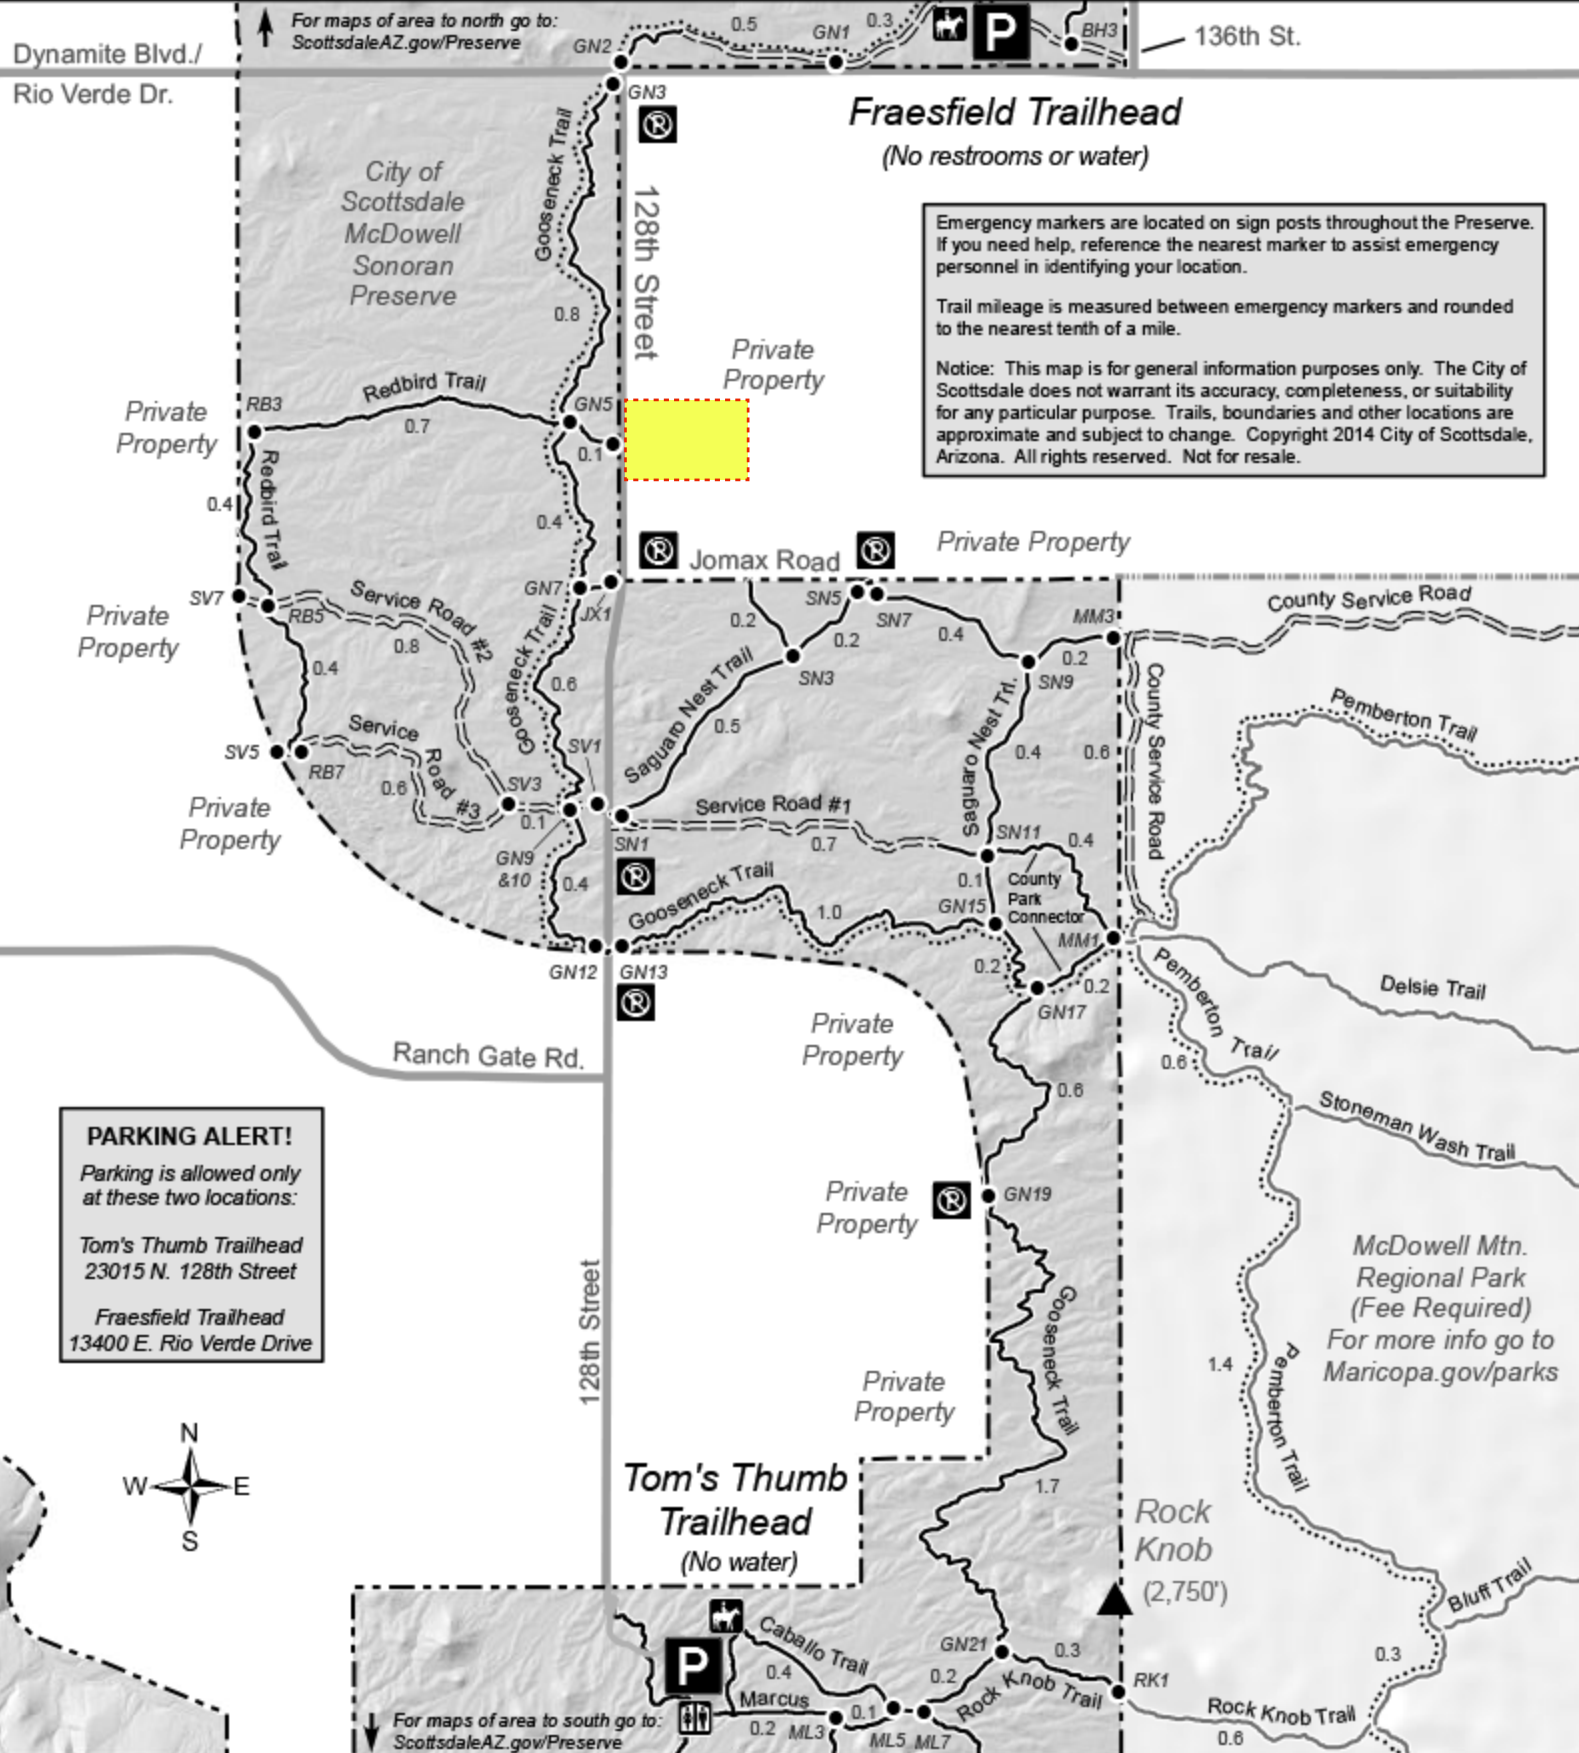 For maps of area to north go to:
ScottsdaleAZ.gov/Preserve
GN2
0.5
GN1
0.3
P
BH3
136th St.
Dynamite Blvd./
Rio Verde Dr.
GN3
Fraesfield Trailhead
(No restrooms or water)
Gooseneck Trail
City of
Scottsdale
McDowell
Sonoran
Preserve
128th Street
0.8
Emergency markers are located on sign posts throughout the Preserve.
If you need help, reference the nearest marker to assist emergency
personnel in identifying your location.
Trail mileage is measured between emergency markers and rounded
to the nearest tenth of a mile.
Notice: This map is for general information purposes only. The City of
Scottsdale does not warrant its accuracy, completeness, or suitability
for any particular purpose. Trails, boundaries and other locations are
approximate and subject to change. Copyright 2014 City of Scottsdale,
Arizona. All rights reserved. Not for resale.
Private
Property
Private
Property
RB3
Redbird Trail
0.7
GN5
0.1
0.4
Redbird Trail
0.4
Jomax Road
Private Property
SV7
RB5
Service Road #2
0.8
GN7
JX1
0.2
SN5
SN7
0.2
0.4
MM3
0.2
County Service Road
Private
Property
0.4
Gooseneck Trail
0.6
Saguaro Nest Trail
SN3
0.5
SN9
Saguaro Nest Trl.
0.4
0.6
County Service Road
Pemberton Trail
SV5
RB7
Service
Road #3
0.6
SV3
0.1
SV1
Private
Property
GN9
&10
0.4
SN1
Service Road #1
0.7
SN11
0.4
0.1
County
Park
Connector
Gooseneck Trail
1.0
GN15
MM1
GN12
GN13
0.2
0.2
GN17
Pemberton Trail
0.6
Delsie Trail
Private
Property
Ranch Gate Rd.
0.6
Stoneman Wash Trail
PARKING ALERT!
Parking is allowed only
at these two locations:
Tom's Thumb Trailhead
23015 N. 128th Street
Fraesfield Trailhead
13400 E. Rio Verde Drive
Private
Property
GN19
128th Street
Gooseneck Trail
McDowell Mtn.
Regional Park
(Fee Required)
For more info go to
Maricopa.gov/parks
1.4
Pemberton Trail
Private
Property
N
W
E
S
Tom's Thumb
Trailhead
(No water)
1.7
Rock
Knob
(2,750')
Bluff Trail
P
Caballo Trail
0.4
Marcus
0.2
ML3
0.1
ML5
ML7
GN21
0.2
0.3
Rock Knob Trail
RK1
0.3
Rock Knob Trail
0.6
For maps of area to south go to:
ScottsdaleAZ.gov/Preserve